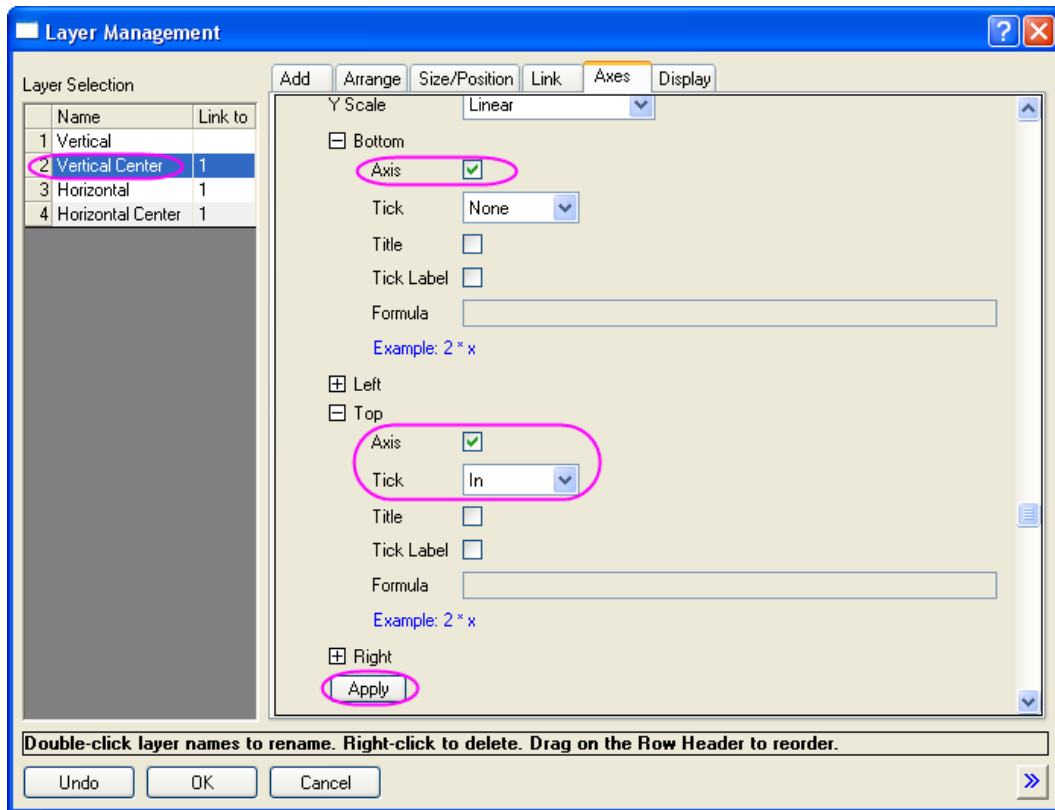 Layer Management
Layer Selection
Name Link to
1 Vertical
2 Vertical Center 1
3 Horizontal 1
4 Horizontal Center 1
Add Arrange Size/Position Link Axes Display
Y Scale Linear
Bottom
Axis
Tick None
Title
Tick Label
Formula
Example: 2 * x
Left
Top
Axis
Tick In
Title
Tick Label
Formula
Example: 2 * x
Right
Apply
Double-click layer names to rename. Right-click to delete. Drag on the Row Header to reorder.
Undo OK Cancel